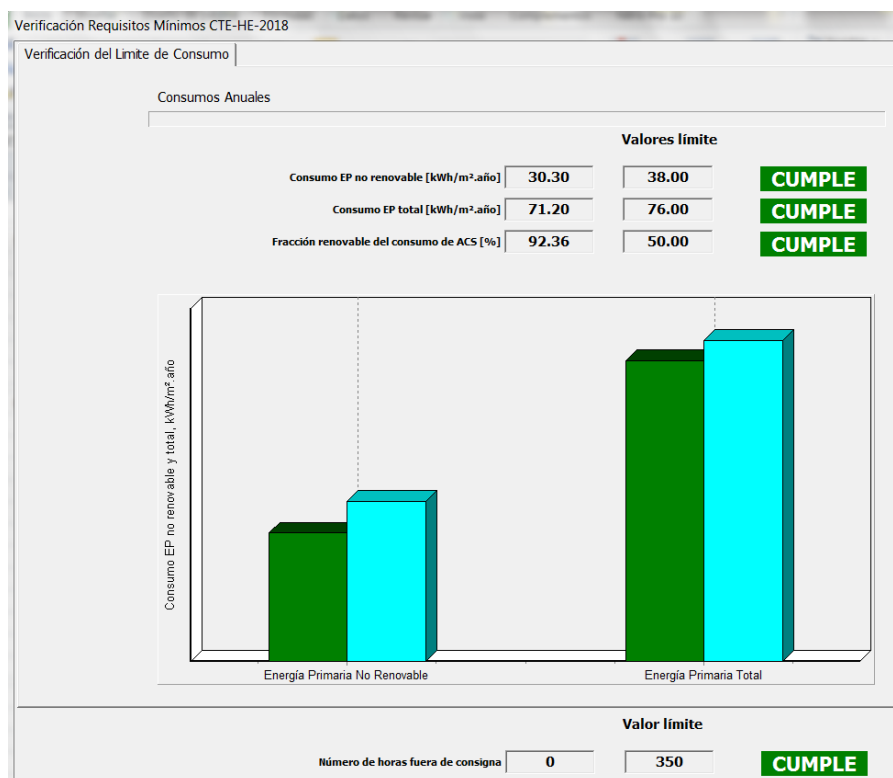 Verificación Requisitos Mínimos CTE-HE-2018
Verificación del Limite de Consumo
Consumos Anuales
Valores límite
Consumo EP no renovable [kWh/m².año] 30.30 38.00 CUMPLE
Consumo EP total [kWh/m².año] 71.20 76.00 CUMPLE
Fracción renovable del consumo de ACS [%] 92.36 50.00 CUMPLE
Consumo EP no renovable y total, kWh/m².año
Energía Primaria No Renovable Energía Primaria Total
Valor límite
Número de horas fuera de consigna 0 350 CUMPLE